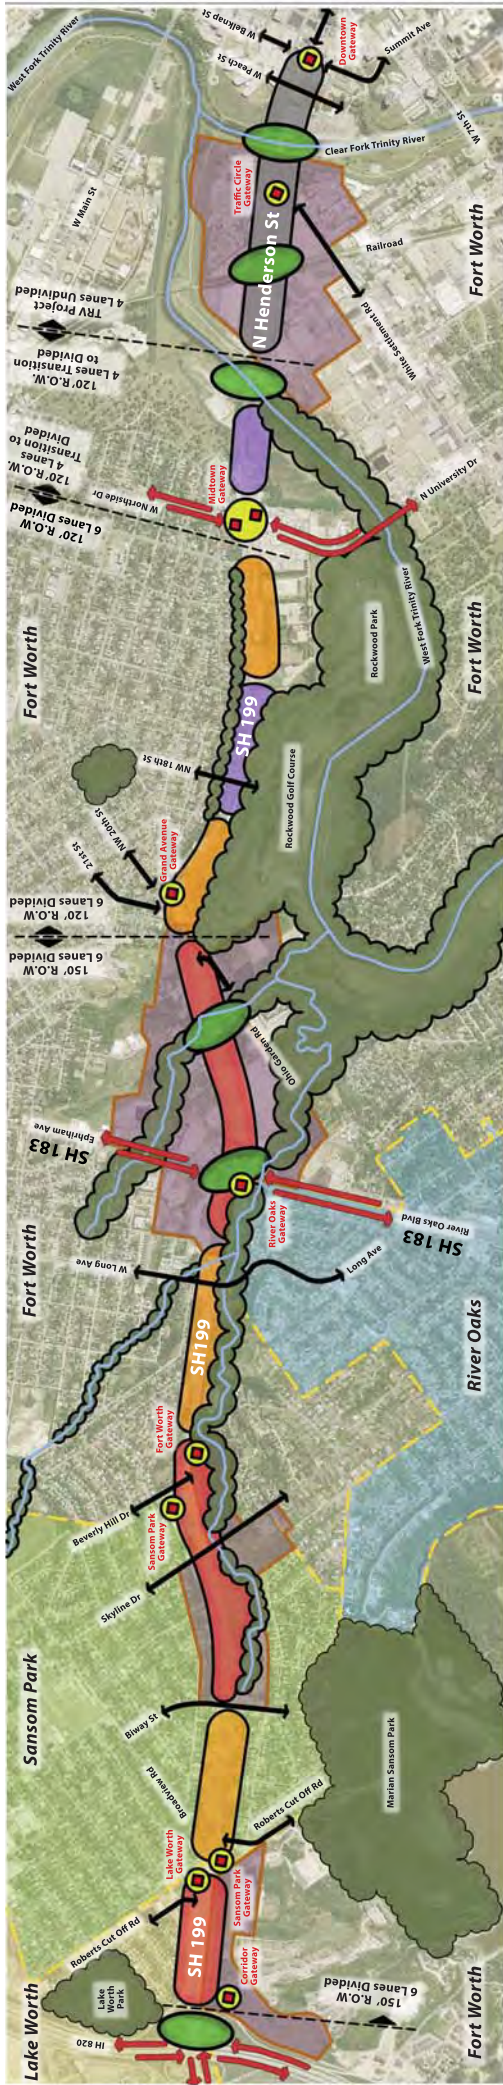 West Fork Trinity River
W Belknap St
W Peach St
Downtown
Gateway
Summit Ave
W 7th St
Clear Fork Trinity River
W Main St
Traffic Circle
Gateway
N Henderson St
Railroad
White Settlement Rd
Fort Worth
TRV Project
4 Lanes Undivided
120' R.O.W.
4 Lanes Transition
to Divided
120' R.O.W.
4 Lanes
Transition to
Divided
120' R.O.W
6 Lanes Divided
W Northside Dr
Midtown
Gateway
N University Dr
Fort Worth
Rockwood Park
West Fork Trinity River
Fort Worth
SH 199
NW 18th St
Rockwood Golf Course
NW 20th St
21st St
Grand Avenue
Gateway
120' R.O.W
6 Lanes Divided
150' R.O.W
6 Lanes Divided
Ohio Garden Rd
Ephriham Ave
SH 183
River Oaks
Gateway
River Oaks Blvd
SH 183
Fort Worth
W Long Ave
Long Ave
SH199
River Oaks
Fort Worth
Gateway
Beverly Hill Dr
Sansom Park
Gateway
Skyline Dr
Sansom Park
Biway St
Broadview Rd
Marian Sansom Park
Roberts Cut Off Rd
Lake Worth
Gateway
Sansom Park
Gateway
Roberts Cut Off Rd
SH 199
Corridor
Gateway
Lake
Worth
Park
IH 820
Lake Worth
150' R.O.W
6 Lanes Divided
Fort Worth